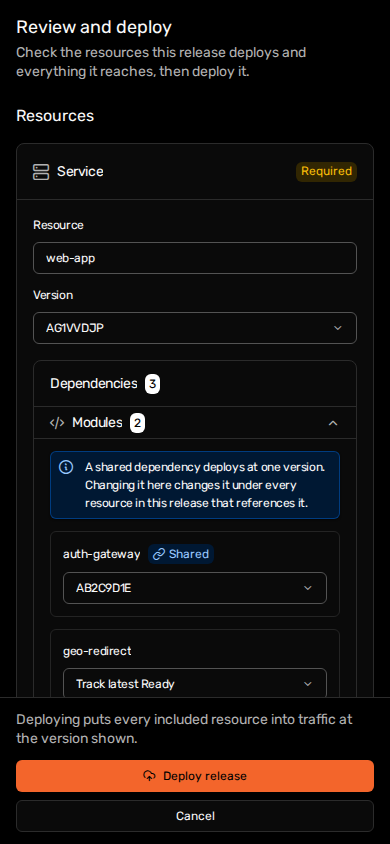 Review and deploy
Check the resources this release deploys and
everything it reaches, then deploy it.
Resources
Service
Required
Resource
web-app
Version
AG1VVDJP
Dependencies 3
Modules 2
A shared dependency deploys at one version.
Changing it here changes it under every
resource in this release that references it.
auth-gateway
Shared
AB2C9D1E
geo-redirect
Track latest Ready
Deploying puts every included resource into traffic at
the version shown.
Deploy release
Cancel